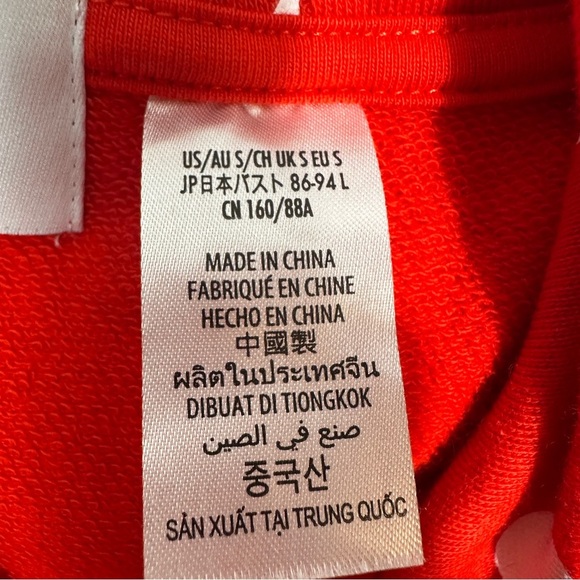 US/AU S/CH UK S EU S
JP日本バスト 86-94 L
CN 160/88A
MADE IN CHINA
FABRIQUÉ EN CHINE
HECHO EN CHINA
中國製
ผลิตในประเทศจีน
DIBUAT DI TIONGKOK
صنع في الصين
중국산
SẢN XUẤT TẠI TRUNG QUỐC